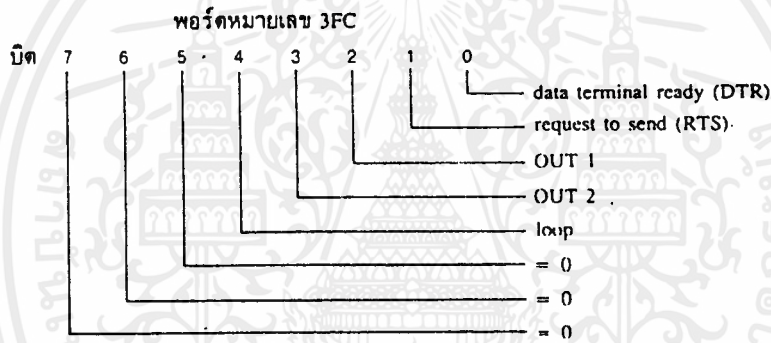 พอร์ตหมายเลข 3FC
บิต 7 6 5 4 3 2 1 0
data terminal ready (DTR)
request to send (RTS)
OUT 1
OUT 2
loop
= 0
= 0
= 0